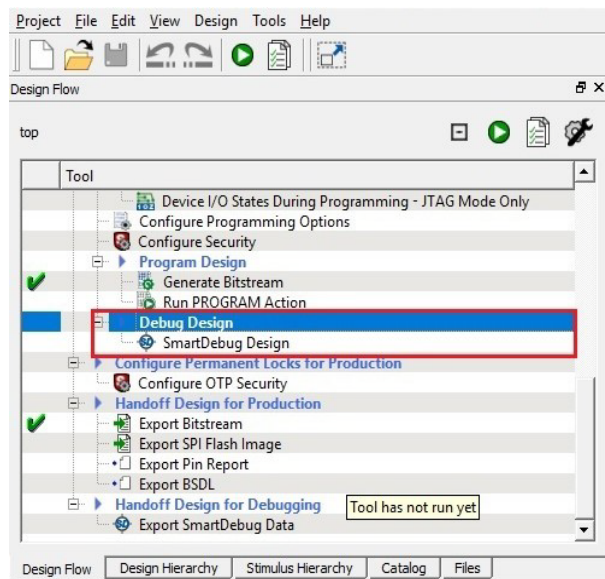 Project File Edit View Design Tools Help
Design Flow
top
Tool
Device I/O States During Programming - JTAG Mode Only
Configure Programming Options
Configure Security
Program Design
Generate Bitstream
Run PROGRAM Action
Debug Design
SmartDebug Design
Configure Permanent Locks for Production
Configure OTP Security
Handoff Design for Production
Export Bitstream
Export SPI Flash Image
Export Pin Report
Export BSDL
Handoff Design for Debugging
Tool has not run yet
Export SmartDebug Data
Design Flow Design Hierarchy Stimulus Hierarchy Catalog Files